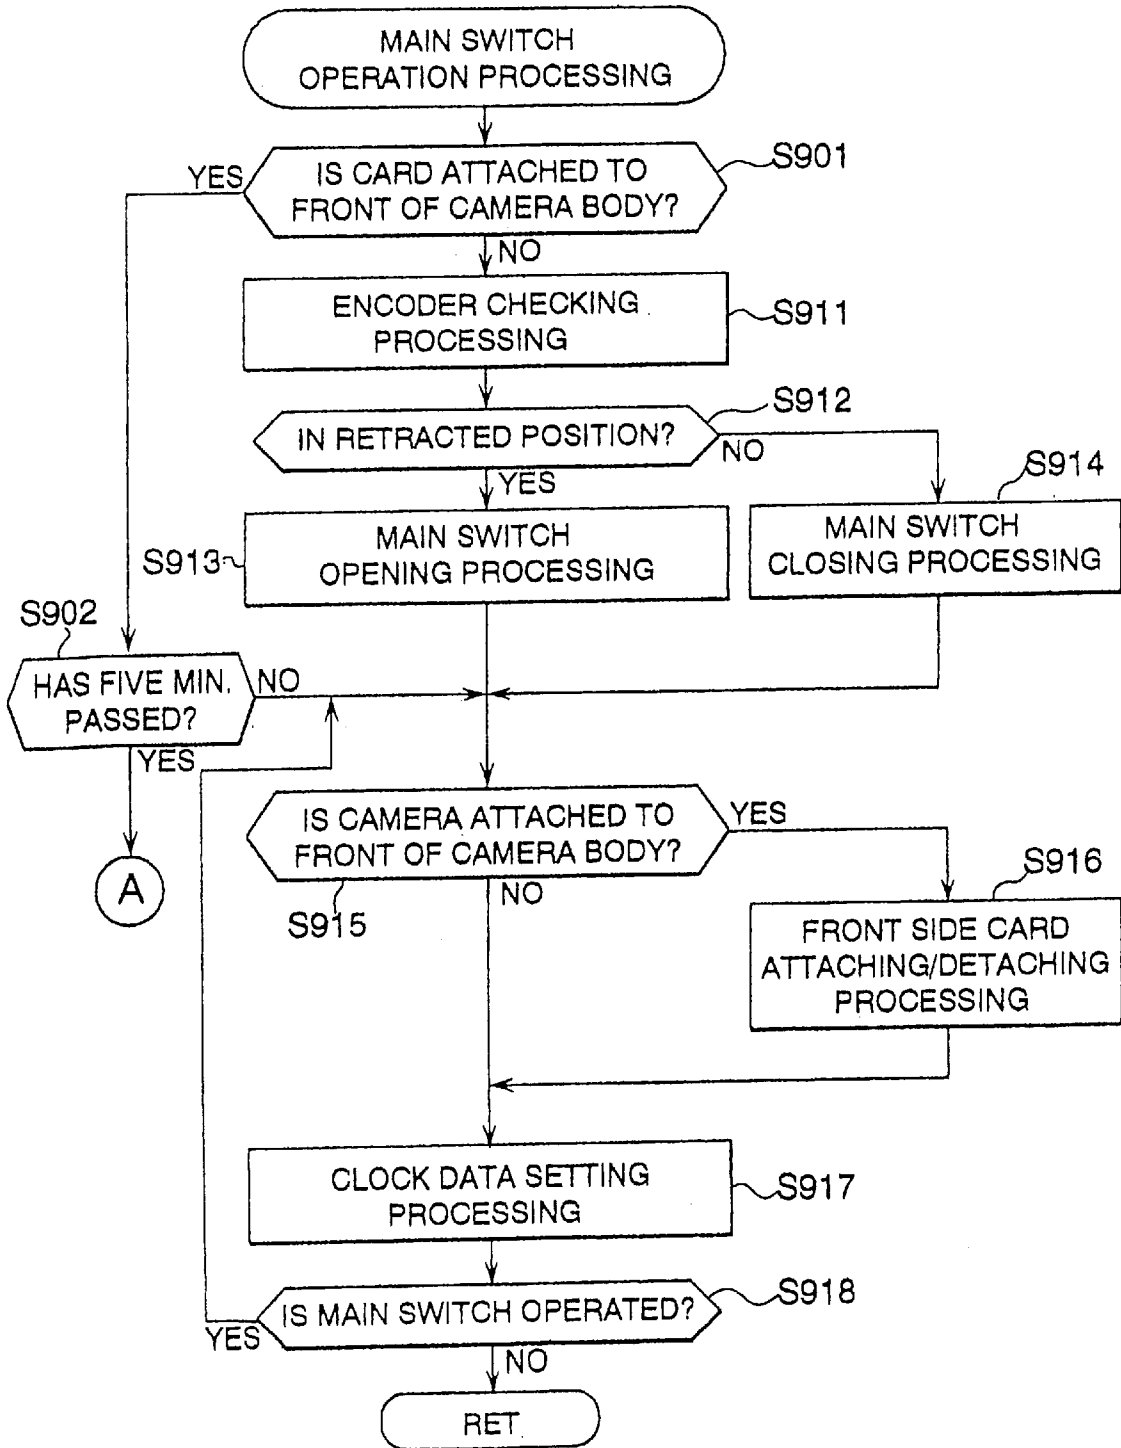 MAIN SWITCH
OPERATION PROCESSING
S901
YES
IS CARD ATTACHED TO
FRONT OF CAMERA BODY?
NO
ENCODER CHECKING
PROCESSING
S911
S912
IN RETRACTED POSITION?
NO
YES
S914
MAIN SWITCH
OPENING PROCESSING
S913
MAIN SWITCH
CLOSING PROCESSING
S902
HAS FIVE MIN.
PASSED?
NO
YES
A
IS CAMERA ATTACHED TO
FRONT OF CAMERA BODY?
YES
NO
S915
S916
FRONT SIDE CARD
ATTACHING/DETACHING
PROCESSING
CLOCK DATA SETTING
PROCESSING
S917
S918
IS MAIN SWITCH OPERATED?
YES
NO
RET